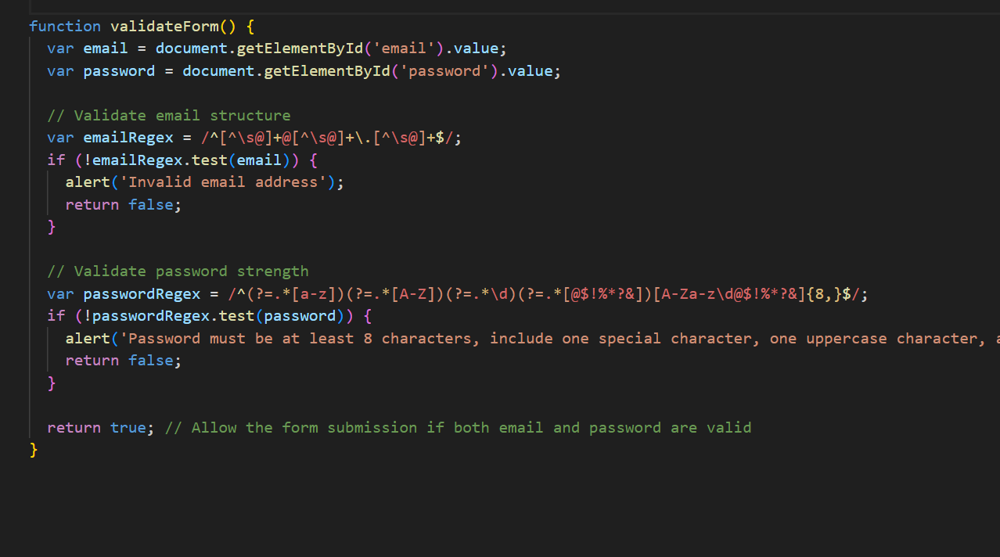 function validateForm() {
var email = document.getElementById('email').value;
var password = document.getElementById('password').value;
// Validate email structure
var emailRegex = /^[^\s@]+@[^\s@]+\.[^\s@]+$/;
if (!emailRegex.test(email)) {
alert('Invalid email address');
return false;
}
// Validate password strength
var passwordRegex = /^(?=.*[a-z])(?=.*[A-Z])(?=.*\d)(?=.*[@$!%*?&])[A-Za-z\d@$!%*?&]{8,}$/;
if (!passwordRegex.test(password)) {
alert('Password must be at least 8 characters, include one special character, one uppercase character,
return false;
}
return true; // Allow the form submission if both email and password are valid
}